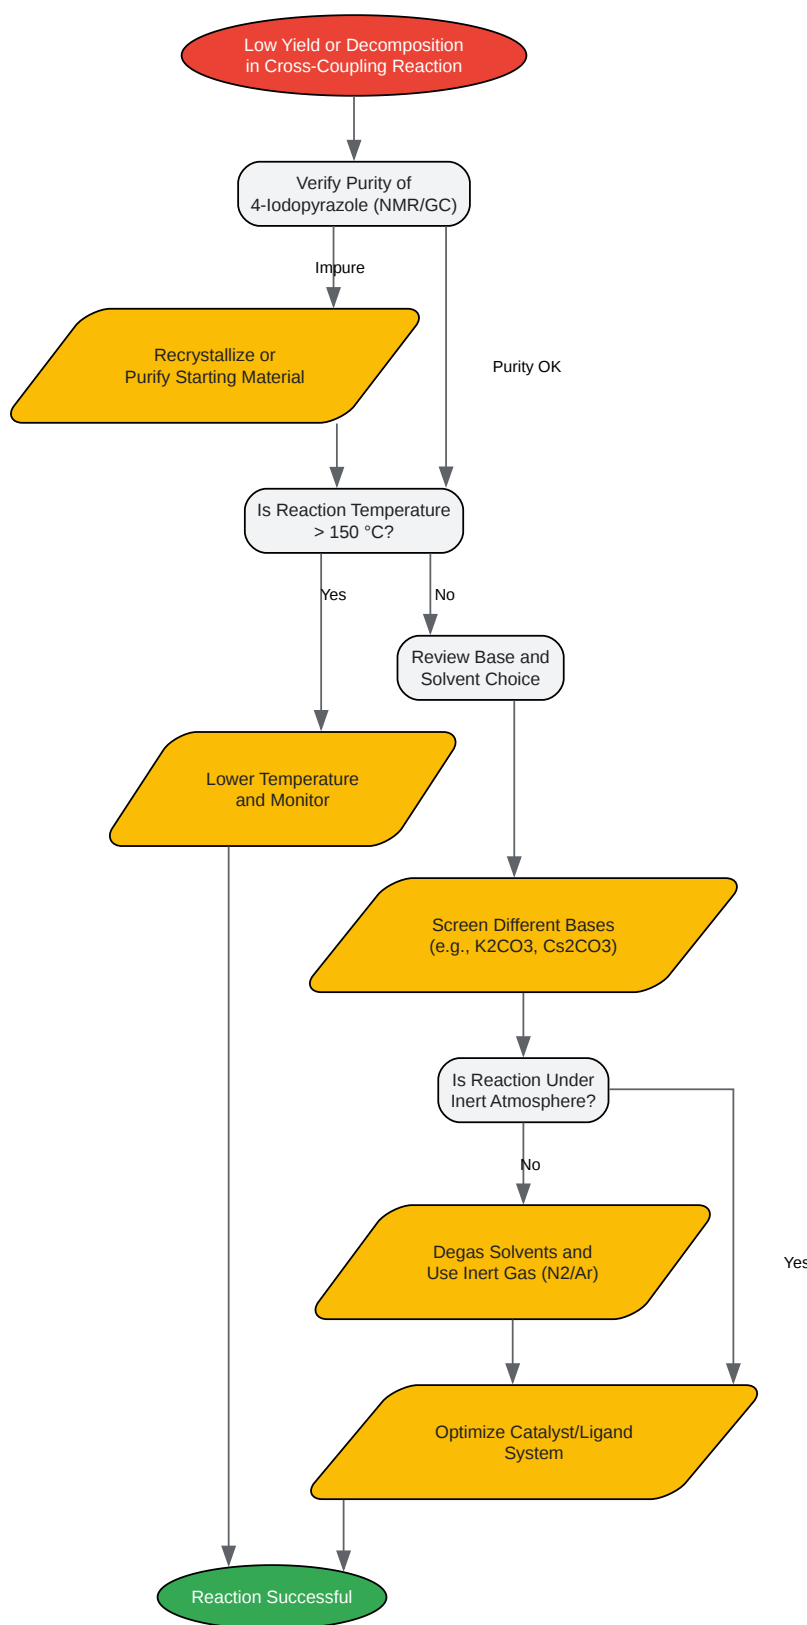 Low Yield or Decomposition
in Cross-Coupling Reaction
Verify Purity of
4-Iodopyrazole (NMR/GC)
Impure
Recrystallize or
Purify Starting Material
Purity OK
Is Reaction Temperature
> 150 °C?
Yes
No
Review Base and
Solvent Choice
Lower Temperature
and Monitor
Screen Different Bases
(e.g., K2CO3, Cs2CO3)
Is Reaction Under
Inert Atmosphere?
No
Degas Solvents and
Use Inert Gas (N2/Ar)
Yes
Optimize Catalyst/Ligand
System
Reaction Successful